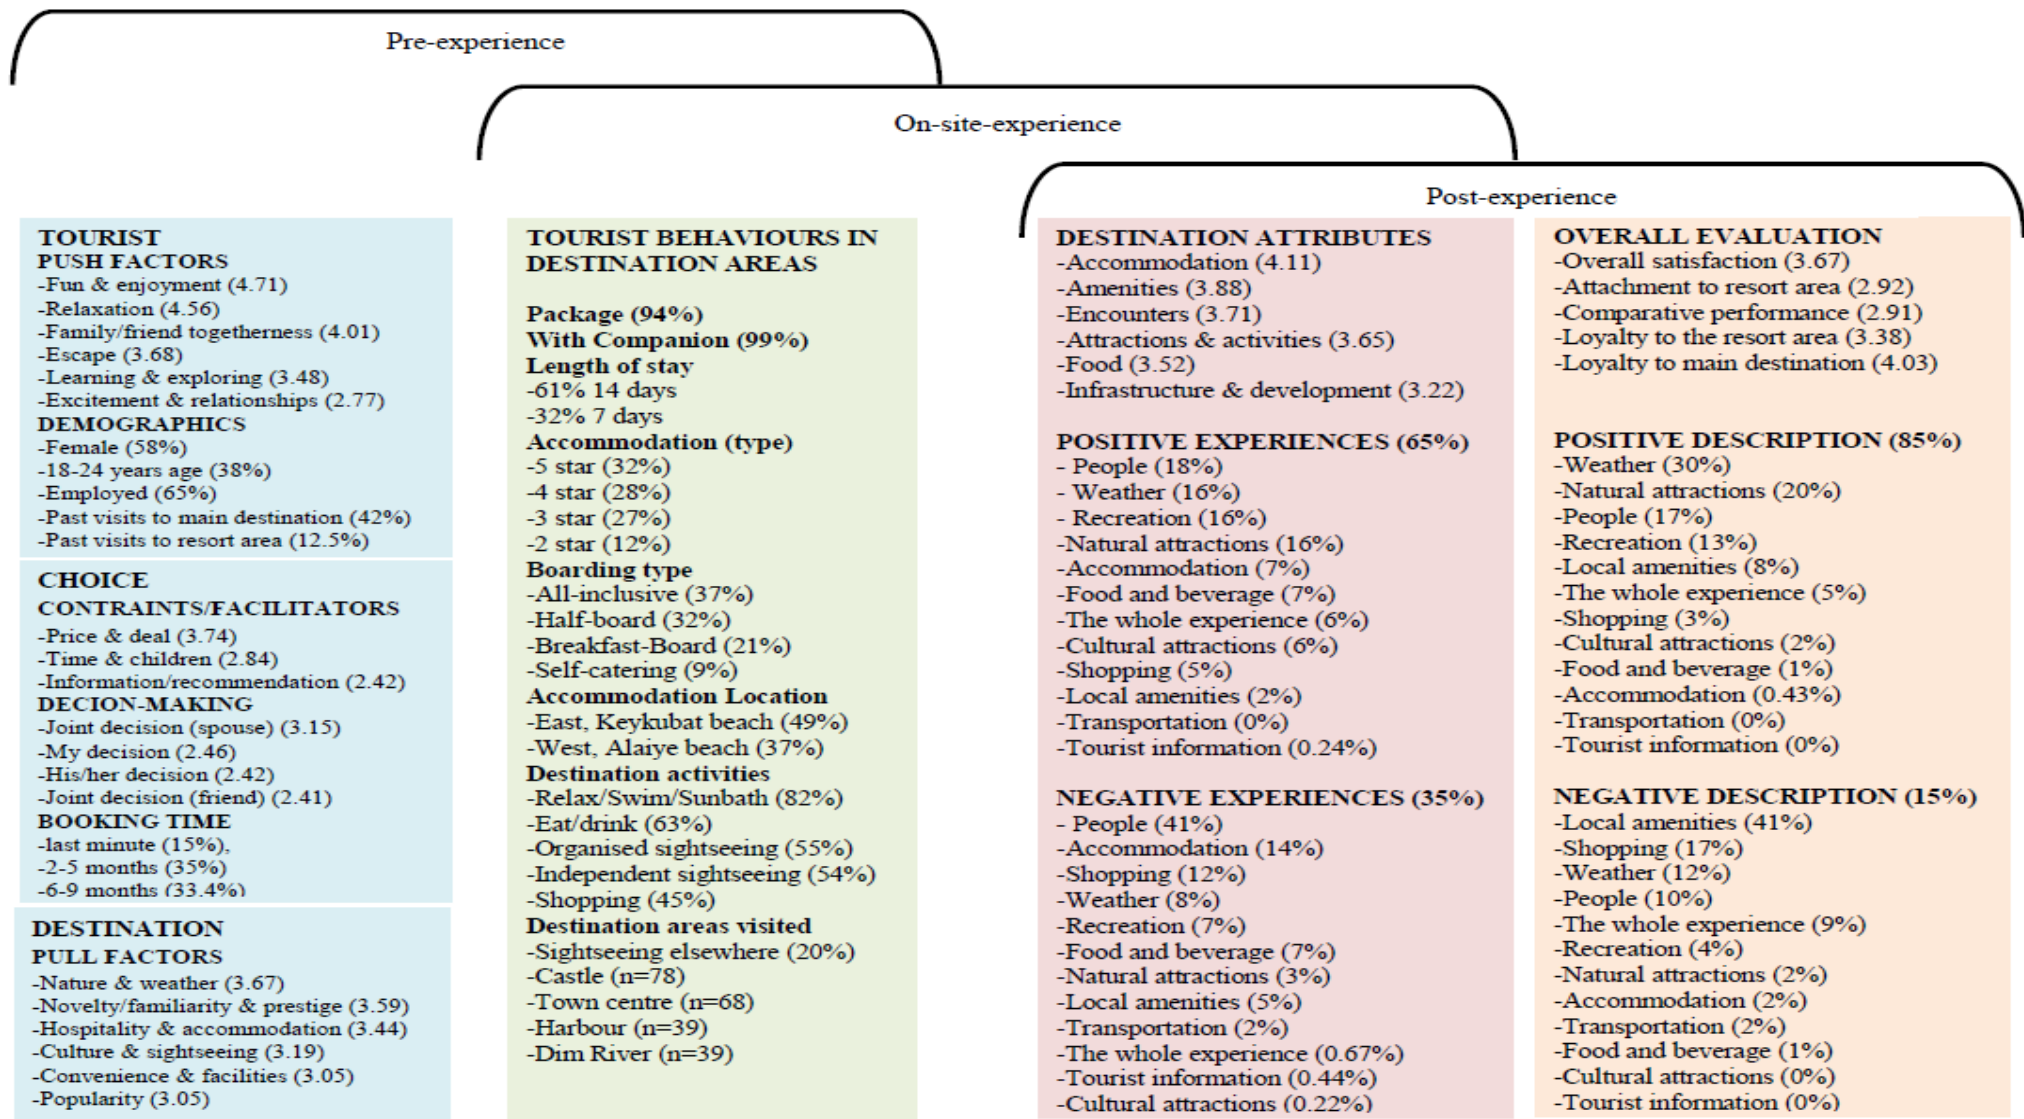 Pre-experience
On-site-experience
Post-experience
TOURIST
PUSH FACTORS
-Fun & enjoyment (4.71)
-Relaxation (4.56)
-Family/friend togetherness (4.01)
-Escape (3.68)
-Learning & exploring (3.48)
-Excitement & relationships (2.77)
DEMOGRAPHICS
-Female (58%)
-18-24 years age (38%)
-Employed (65%)
-Past visits to main destination (42%)
-Past visits to resort area (12.5%)
CHOICE
CONTRAINTS/FACILITATORS
-Price & deal (3.74)
-Time & children (2.84)
-Information/recommendation (2.42)
DECION-MAKING
-Joint decision (spouse) (3.15)
-My decision (2.46)
-His/her decision (2.42)
-Joint decision (friend) (2.41)
BOOKING TIME
-last minute (15%),
-2-5 months (35%)
-6-9 months (33.4%)
DESTINATION
PULL FACTORS
-Nature & weather (3.67)
-Novelty/familiarity & prestige (3.59)
-Hospitality & accommodation (3.44)
-Culture & sightseeing (3.19)
-Convenience & facilities (3.05)
-Popularity (3.05)
TOURIST BEHAVIOURS IN
DESTINATION AREAS
Package (94%)
With Companion (99%)
Length of stay
-61% 14 days
-32% 7 days
Accommodation (type)
-5 star (32%)
-4 star (28%)
-3 star (27%)
-2 star (12%)
Boarding type
-All-inclusive (37%)
-Half-board (32%)
-Breakfast-Board (21%)
-Self-catering (9%)
Accommodation Location
-East, Keykubat beach (49%)
-West, Alaiye beach (37%)
Destination activities
-Relax/Swim/Sunbath (82%)
-Eat/drink (63%)
-Organised sightseeing (55%)
-Independent sightseeing (54%)
-Shopping (45%)
Destination areas visited
-Sightseeing elsewhere (20%)
-Castle (n=78)
-Town centre (n=68)
-Harbour (n=39)
-Dim River (n=39)
DESTINATION ATTRIBUTES
-Accommodation (4.11)
-Amenities (3.88)
-Encounters (3.71)
-Attractions & activities (3.65)
-Food (3.52)
-Infrastructure & development (3.22)
POSITIVE EXPERIENCES (65%)
- People (18%)
- Weather (16%)
- Recreation (16%)
-Natural attractions (16%)
-Accommodation (7%)
-Food and beverage (7%)
-The whole experience (6%)
-Cultural attractions (6%)
-Shopping (5%)
-Local amenities (2%)
-Transportation (0%)
-Tourist information (0.24%)
NEGATIVE EXPERIENCES (35%)
- People (41%)
-Accommodation (14%)
-Shopping (12%)
-Weather (8%)
-Recreation (7%)
-Food and beverage (7%)
-Natural attractions (3%)
-Local amenities (5%)
-Transportation (2%)
-The whole experience (0.67%)
-Tourist information (0.44%)
-Cultural attractions (0.22%)
OVERALL EVALUATION
-Overall satisfaction (3.67)
-Attachment to resort area (2.92)
-Comparative performance (2.91)
-Loyalty to the resort area (3.38)
-Loyalty to main destination (4.03)
POSITIVE DESCRIPTION (85%)
-Weather (30%)
-Natural attractions (20%)
-People (17%)
-Recreation (13%)
-Local amenities (8%)
-The whole experience (5%)
-Shopping (3%)
-Cultural attractions (2%)
-Food and beverage (1%)
-Accommodation (0.43%)
-Transportation (0%)
-Tourist information (0%)
NEGATIVE DESCRIPTION (15%)
-Local amenities (41%)
-Shopping (17%)
-Weather (12%)
-People (10%)
-The whole experience (9%)
-Recreation (4%)
-Natural attractions (2%)
-Accommodation (2%)
-Transportation (2%)
-Food and beverage (1%)
-Cultural attractions (0%)
-Tourist information (0%)